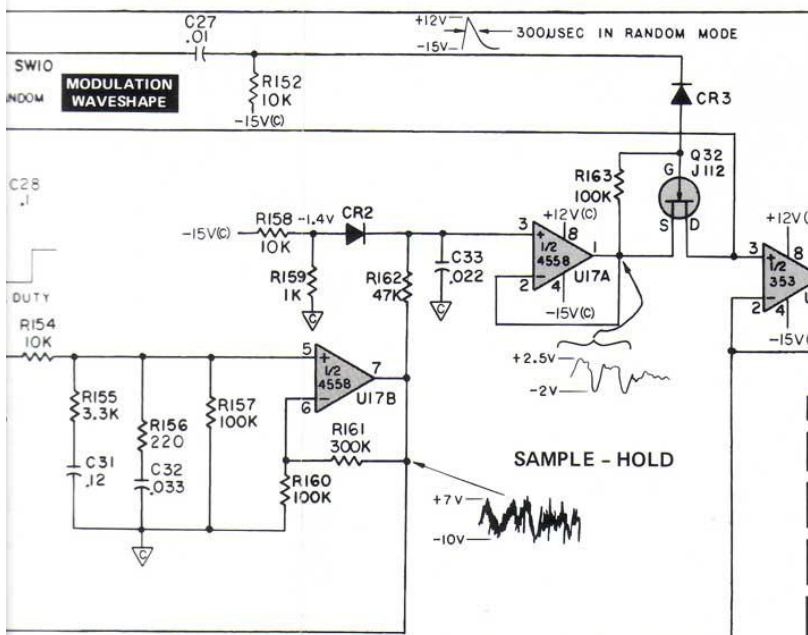 C27
.01
+12V
-15V
300µSEC IN RANDOM MODE
SW10
NDOM
MODULATION
WAVESHAPE
R152
10K
-15V(C)
CR3
C28
.1
R163
100K
Q32
J112
G
S
D
+12V(C)
-15V(C)
R158
10K
-1.4V
CR2
3
+
1/2
4558
-
2
8
1
4
U17A
-15V(C)
3
+
1/2
353
-
2
8
4
U
+12V(C)
-15V(C)
R159
1K
C
R162
47K
C33
.022
C
DUTY
R154
10K
+2.5V
-2V
5
+
1/2
4558
-
6
7
U17B
R155
3.3K
R156
220
R157
100K
R161
300K
SAMPLE - HOLD
C31
.12
C32
.033
R160
100K
+7V
-10V
C